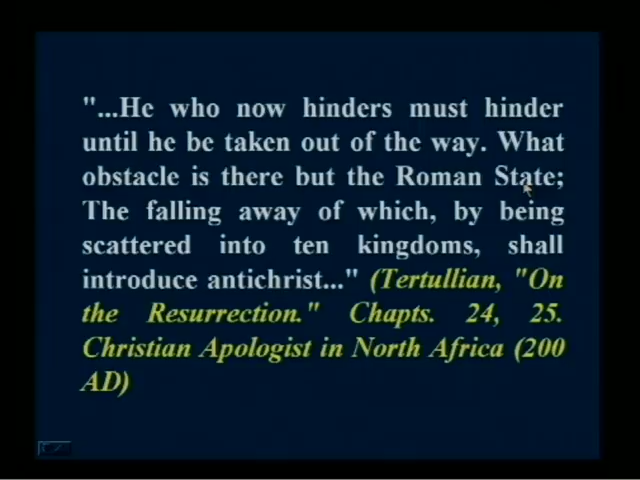 "...He who now hinders must hinder
until he be taken out of the way. What
obstacle is there but the Roman State;
The falling away of which, by being
scattered into ten kingdoms, shall
introduce antichrist..." (Tertullian, "On
the Resurrection." Chapts. 24, 25.
Christian Apologist in North Africa (200
AD)